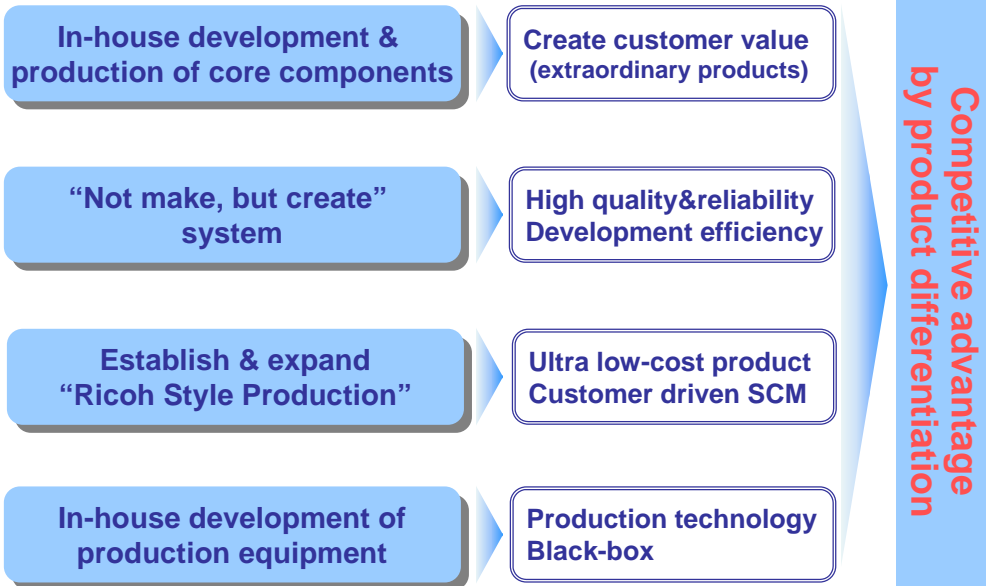 In-house development &
production of core components
Create customer value
(extraordinary products)
“Not make, but create”
system
High quality&reliability
Development efficiency
Establish & expand
“Ricoh Style Production”
Ultra low-cost product
Customer driven SCM
In-house development of
production equipment
Production technology
Black-box
Competitive advantage
by product differentiation